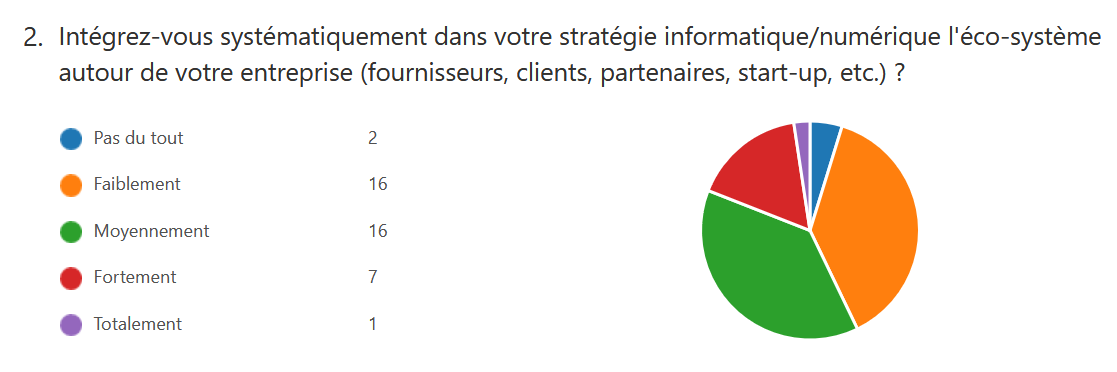 2. Intégrez-vous systématiquement dans votre stratégie informatique/numérique l'éco-système
autour de votre entreprise (fournisseurs, clients, partenaires, start-up, etc.) ?
Pas du tout 2
Faiblement 16
Moyennement 16
Fortement 7
Totalement 1